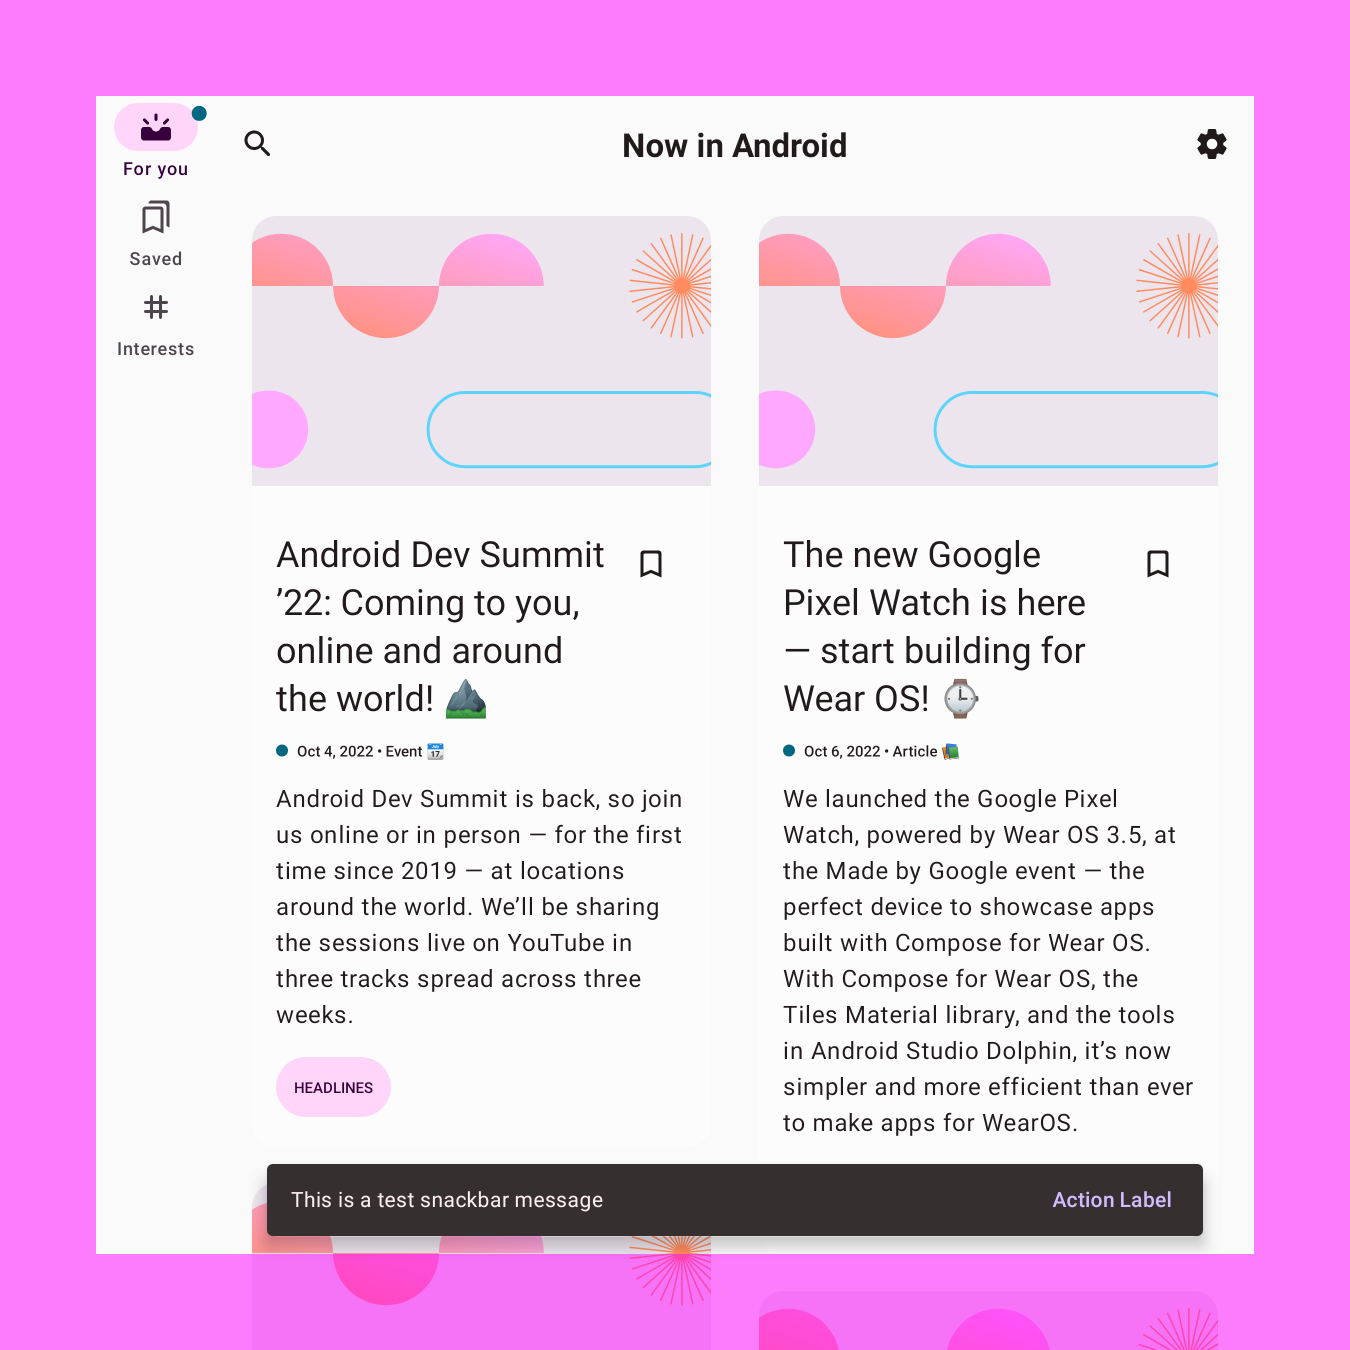 For you
Saved
Interests
Now in Android
Android Dev Summit
’22: Coming to you,
online and around
the world! ⛰️
Oct 4, 2022 • Event 📆
Android Dev Summit is back, so join
us online or in person — for the first
time since 2019 — at locations
around the world. We’ll be sharing
the sessions live on YouTube in
three tracks spread across three
weeks.
HEADLINES
The new Google
Pixel Watch is here
— start building for
Wear OS! ⌚
Oct 6, 2022 • Article 📚
We launched the Google Pixel
Watch, powered by Wear OS 3.5, at
the Made by Google event — the
perfect device to showcase apps
built with Compose for Wear OS.
With Compose for Wear OS, the
Tiles Material library, and the tools
in Android Studio Dolphin, it’s now
simpler and more efficient than ever
to make apps for WearOS.
This is a test snackbar message
Action Label